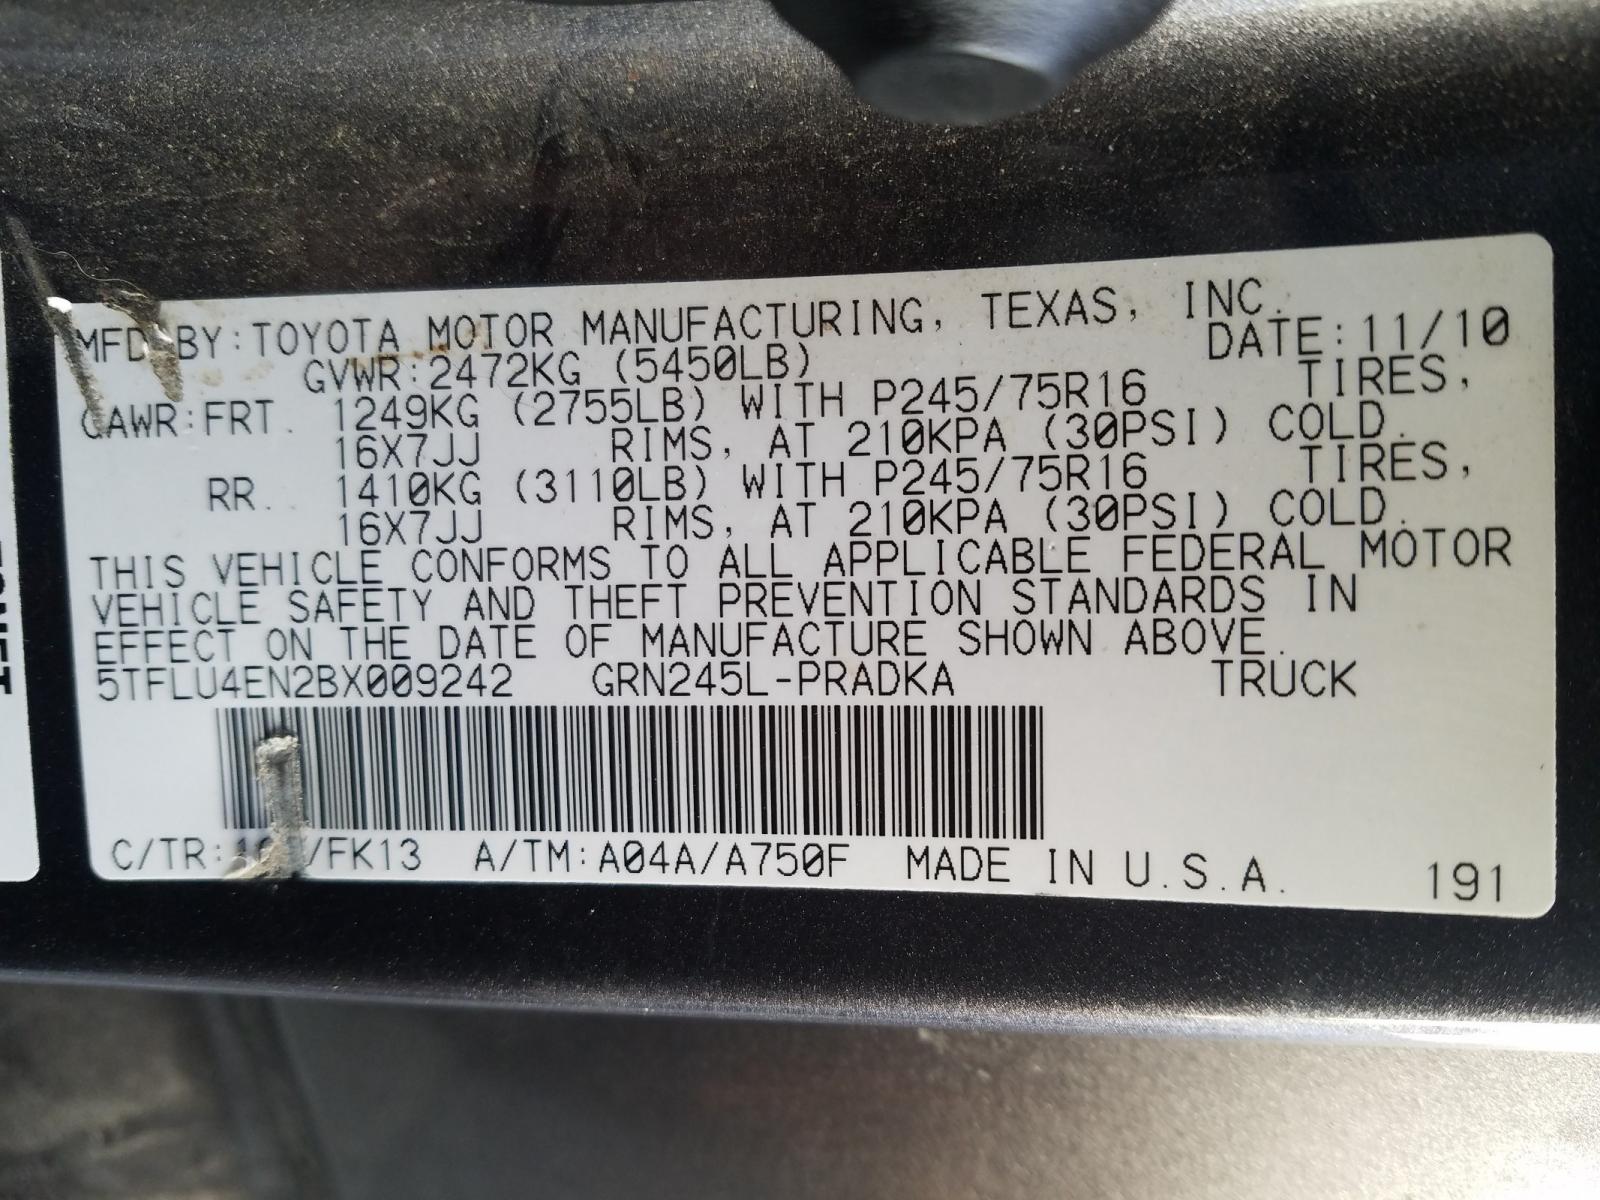 MFD. BY:TOYOTA MOTOR MANUFACTURING, TEXAS, INC.
GVWR:2472KG (5450LB) DATE:11/10
GAWR:FRT. 1249KG (2755LB) WITH P245/75R16 TIRES,
16X7JJ RIMS, AT 210KPA (30PSI) COLD.
RR. 1410KG (3110LB) WITH P245/75R16 TIRES,
16X7JJ RIMS, AT 210KPA (30PSI) COLD.
THIS VEHICLE CONFORMS TO ALL APPLICABLE FEDERAL MOTOR
VEHICLE SAFETY AND THEFT PREVENTION STANDARDS IN
EFFECT ON THE DATE OF MANUFACTURE SHOWN ABOVE.
5TFLU4EN2BX009242 GRN245L-PRADKA TRUCK
C/TR: /FK13 A/TM:A04A/A750F MADE IN U.S.A. 191